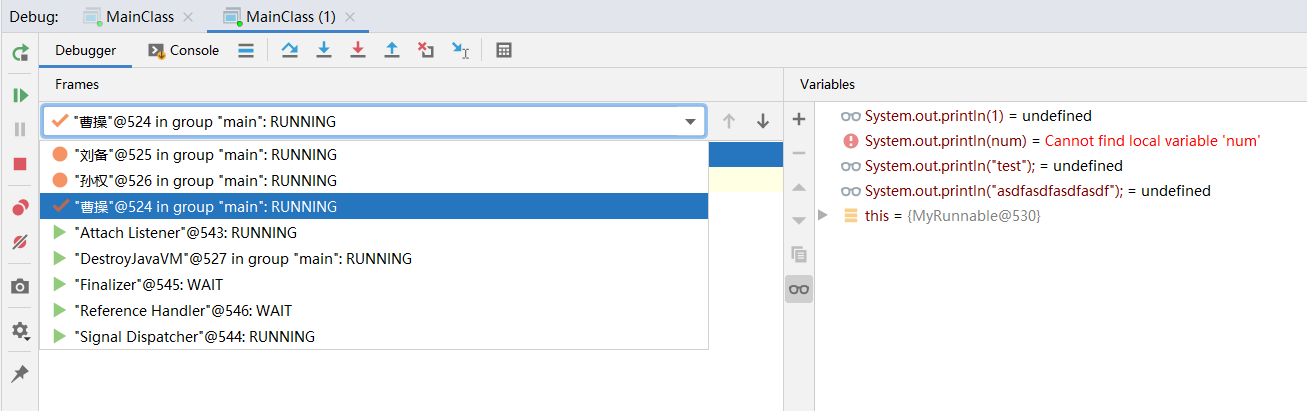 Debug: MainClass MainClass (1)
Debugger Console
Frames
"曹操"@524 in group "main": RUNNING
"刘备"@525 in group "main": RUNNING
"孙权"@526 in group "main": RUNNING
"曹操"@524 in group "main": RUNNING
"Attach Listener"@543: RUNNING
"DestroyJavaVM"@527 in group "main": RUNNING
"Finalizer"@545: WAIT
"Reference Handler"@546: WAIT
"Signal Dispatcher"@544: RUNNING
Variables
System.out.println(1) = undefined
System.out.println(num) = Cannot find local variable 'num'
System.out.println("test"); = undefined
System.out.println("asdfasdfasdfasdf"); = undefined
this = {MyRunnable@530}